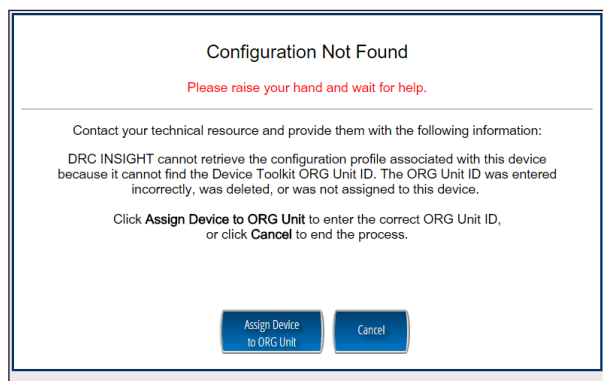 Configuration Not Found
Please raise your hand and wait for help.
Contact your technical resource and provide them with the following information:
DRC INSIGHT cannot retrieve the configuration profile associated with this device
because it cannot find the Device Toolkit ORG Unit ID. The ORG Unit ID was entered
incorrectly, was deleted, or was not assigned to this device.
Click Assign Device to ORG Unit to enter the correct ORG Unit ID,
or click Cancel to end the process.
Assign Device
to ORG Unit
Cancel